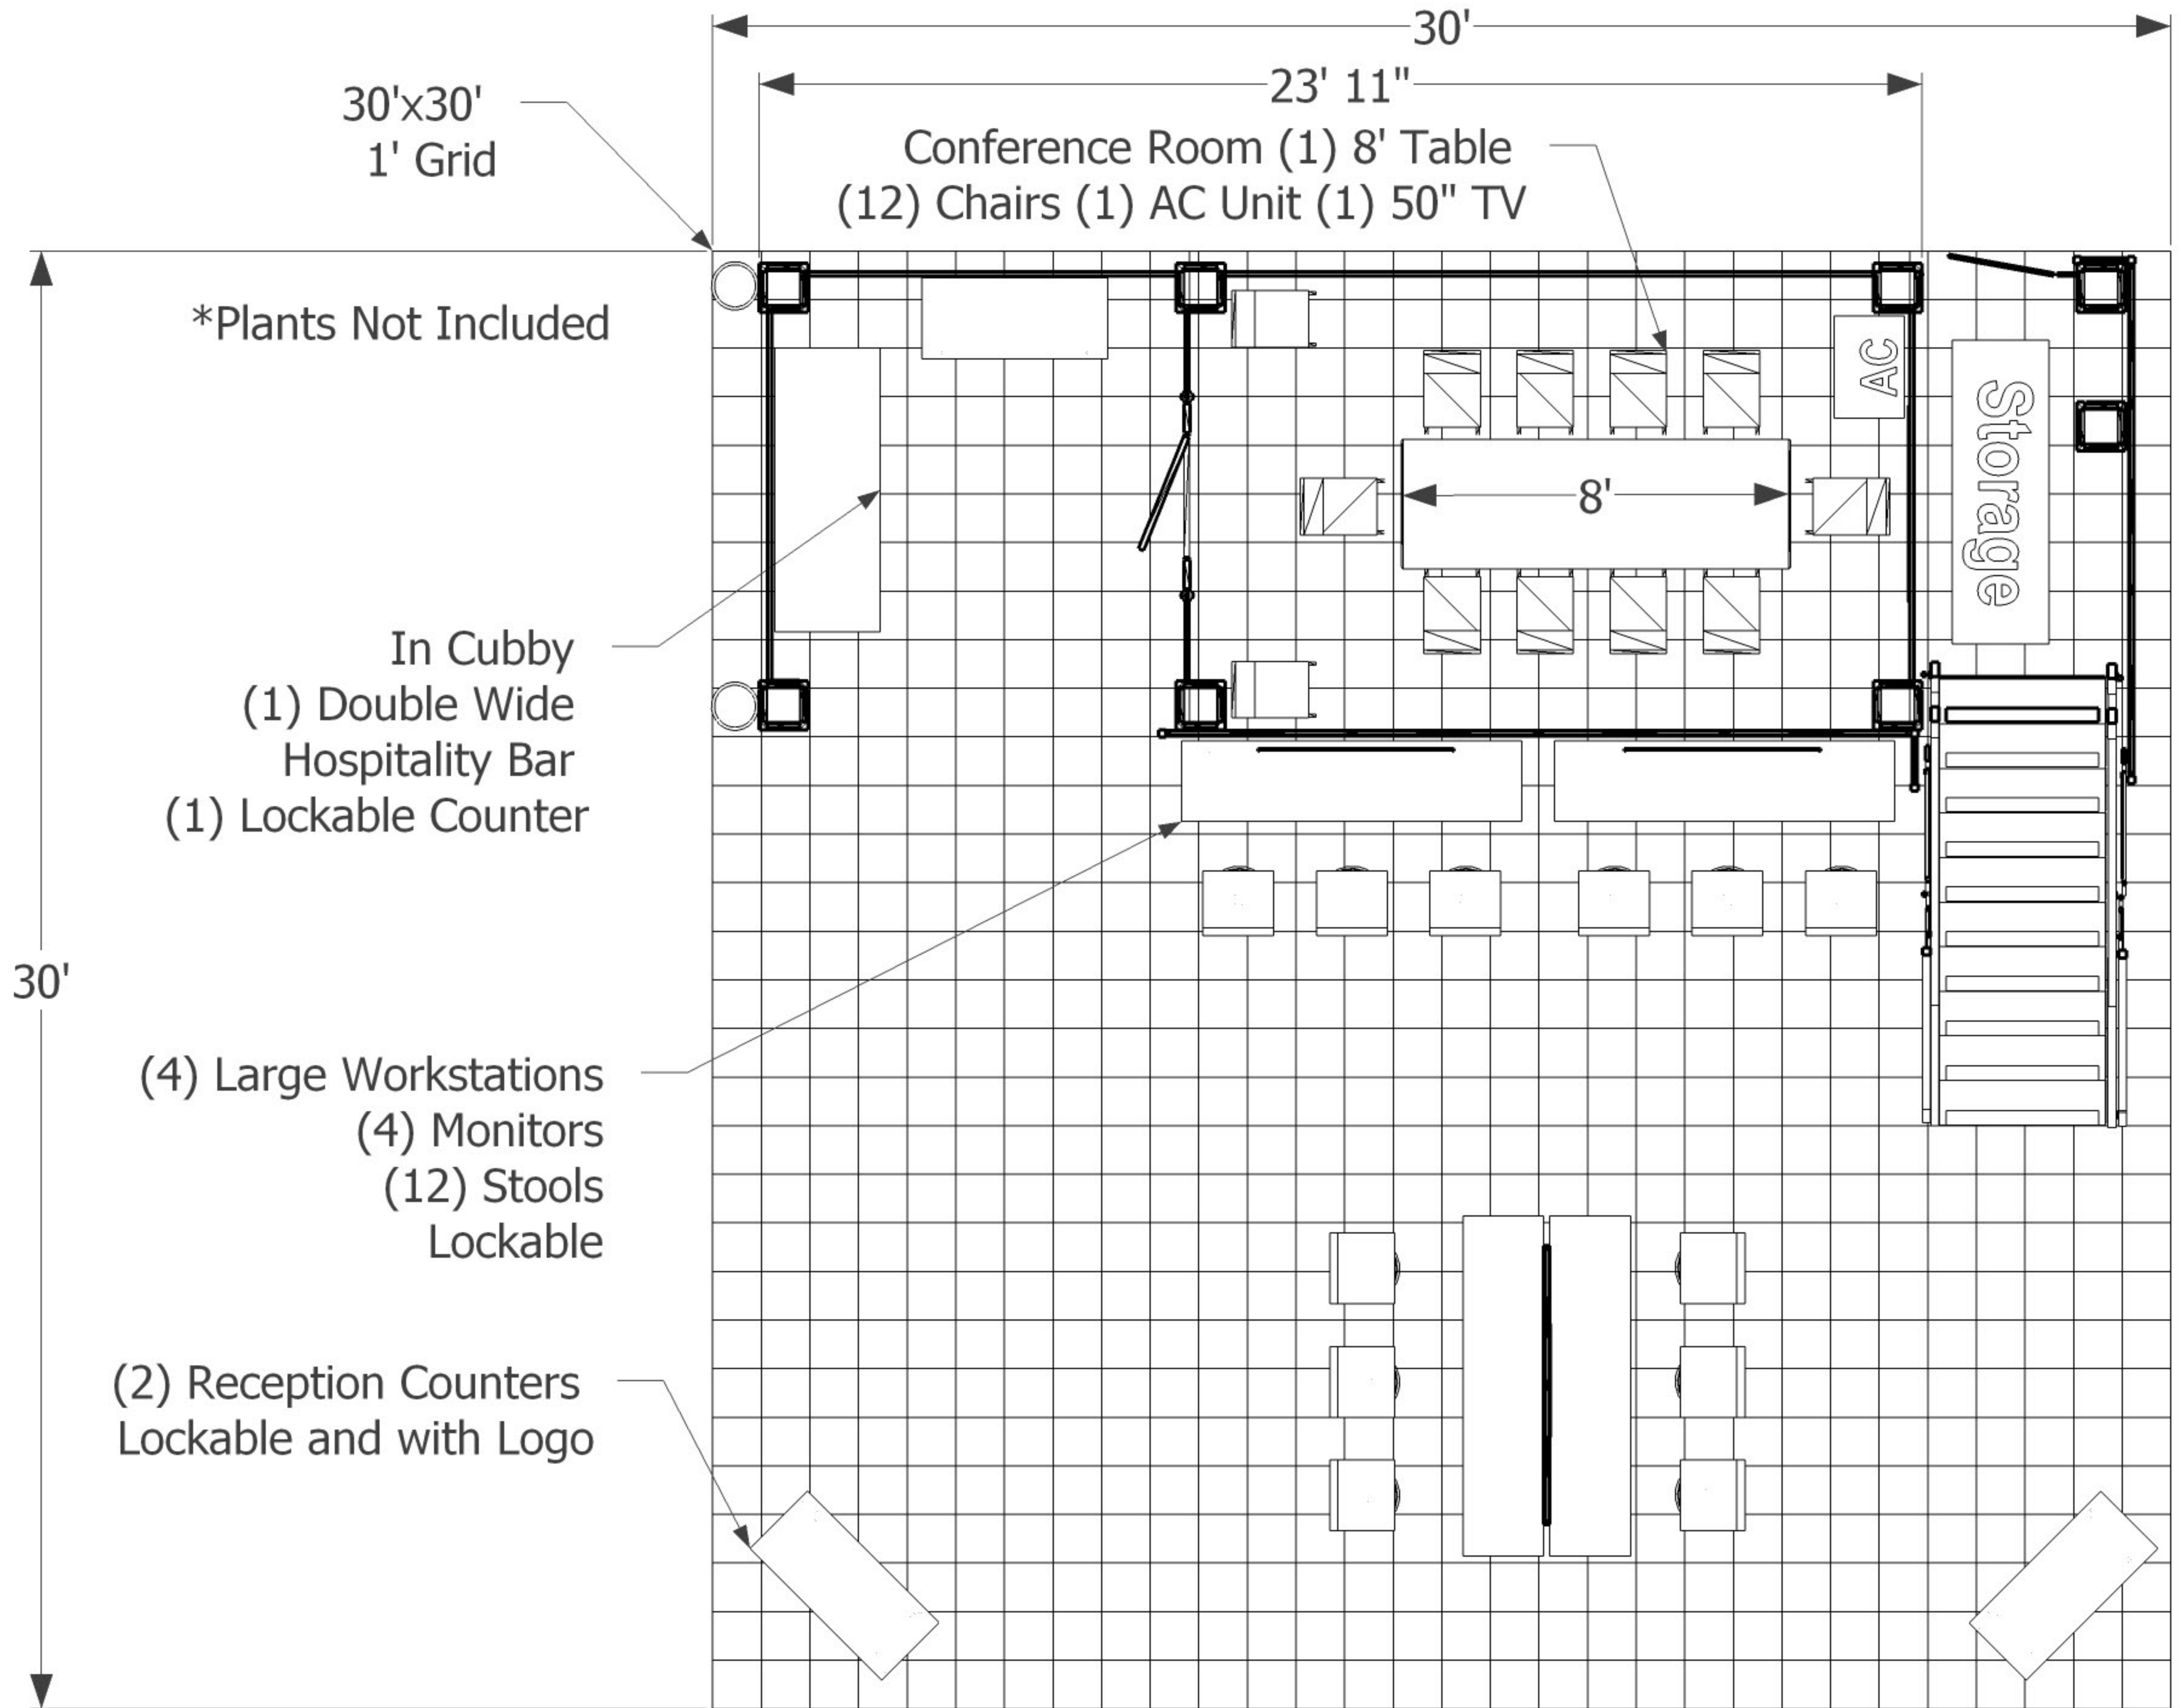 30'
23' 11"
30'x30'
1' Grid
Conference Room (1) 8' Table
(12) Chairs (1) AC Unit (1) 50" TV
*Plants Not Included
AC
Storage
8'
In Cubby
(1) Double Wide
Hospitality Bar
(1) Lockable Counter
30'
(4) Large Workstations
(4) Monitors
(12) Stools
Lockable
(2) Reception Counters
Lockable and with Logo